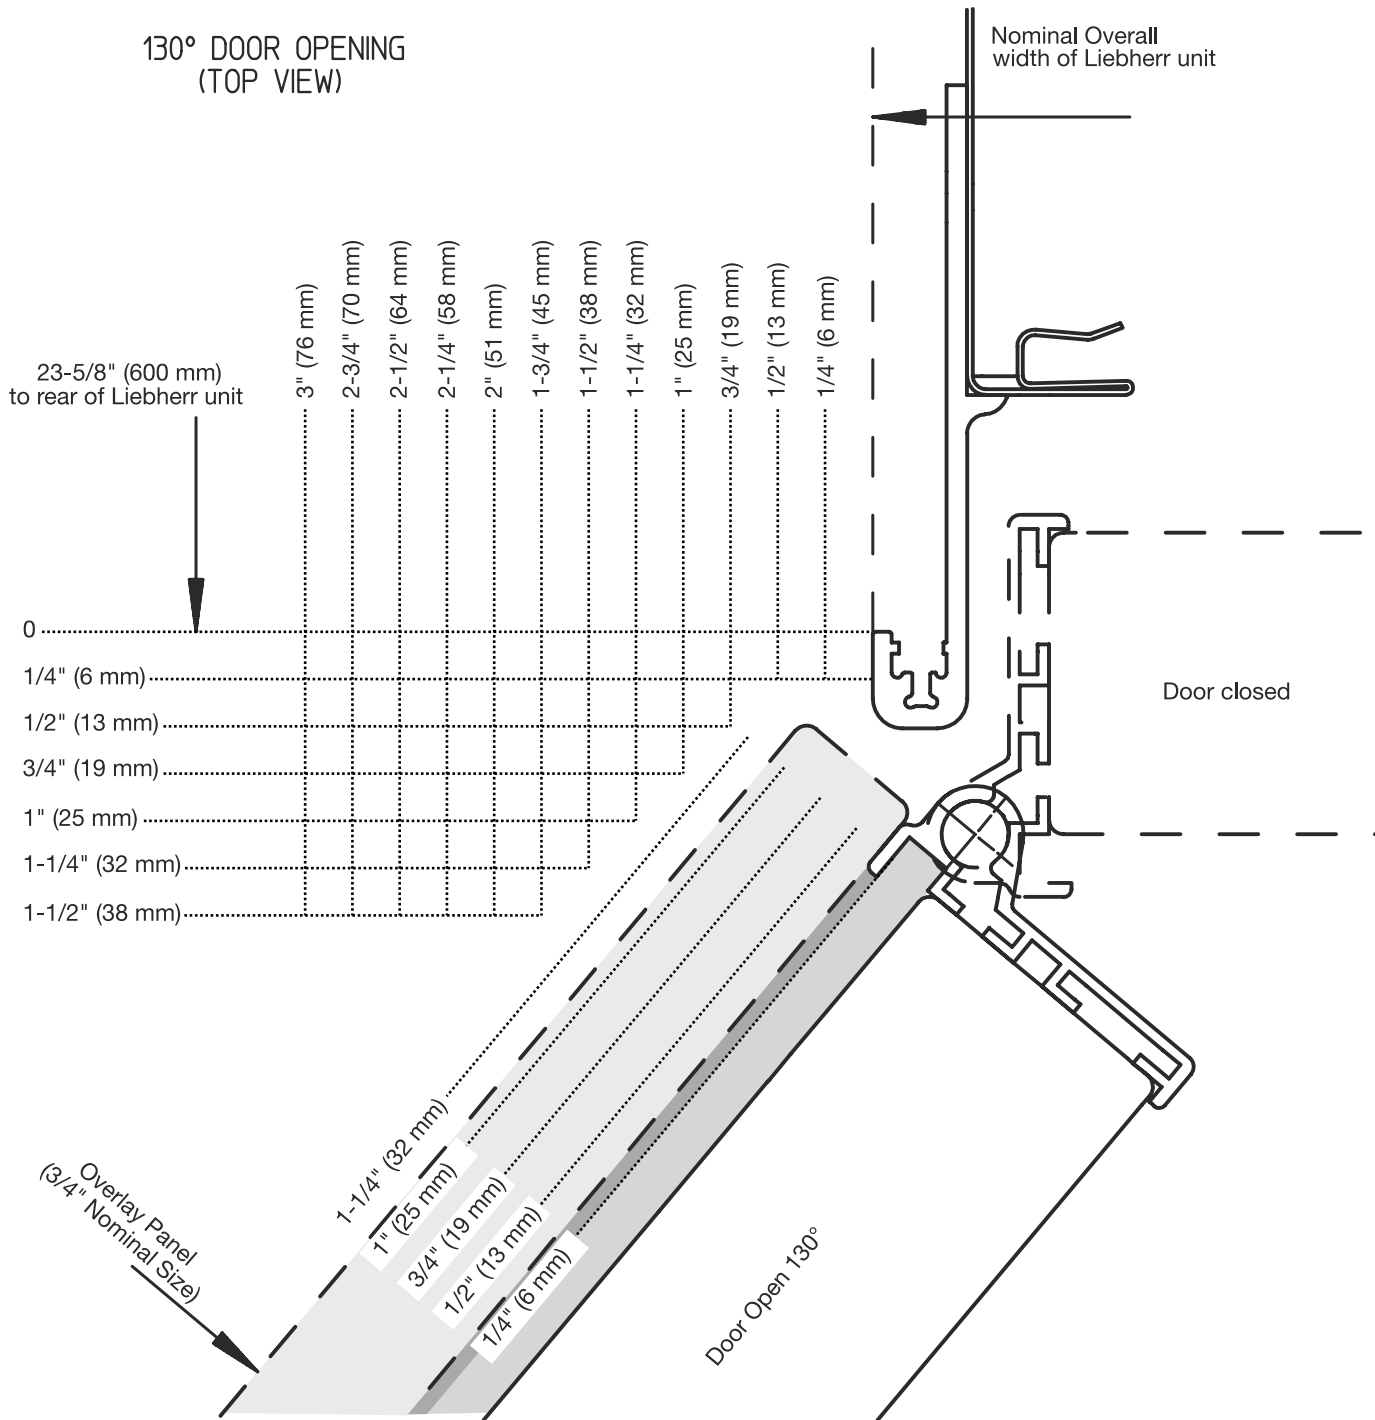 130° DOOR OPENING
(TOP VIEW)
Nominal Overall
width of Liebherr unit
23-5/8" (600 mm)
to rear of Liebherr unit
3" (76 mm)
2-3/4" (70 mm)
2-1/2" (64 mm)
2-1/4" (58 mm)
2" (51 mm)
1-3/4" (45 mm)
1-1/2" (38 mm)
1-1/4" (32 mm)
1" (25 mm)
3/4" (19 mm)
1/2" (13 mm)
1/4" (6 mm)
0
1/4" (6 mm)
1/2" (13 mm)
3/4" (19 mm)
1" (25 mm)
1-1/4" (32 mm)
1-1/2" (38 mm)
Door closed
1-1/4" (32 mm)
1" (25 mm)
3/4" (19 mm)
1/2" (13 mm)
1/4" (6 mm)
Overlay Panel
(3/4" Nominal Size)
Door Open 130°